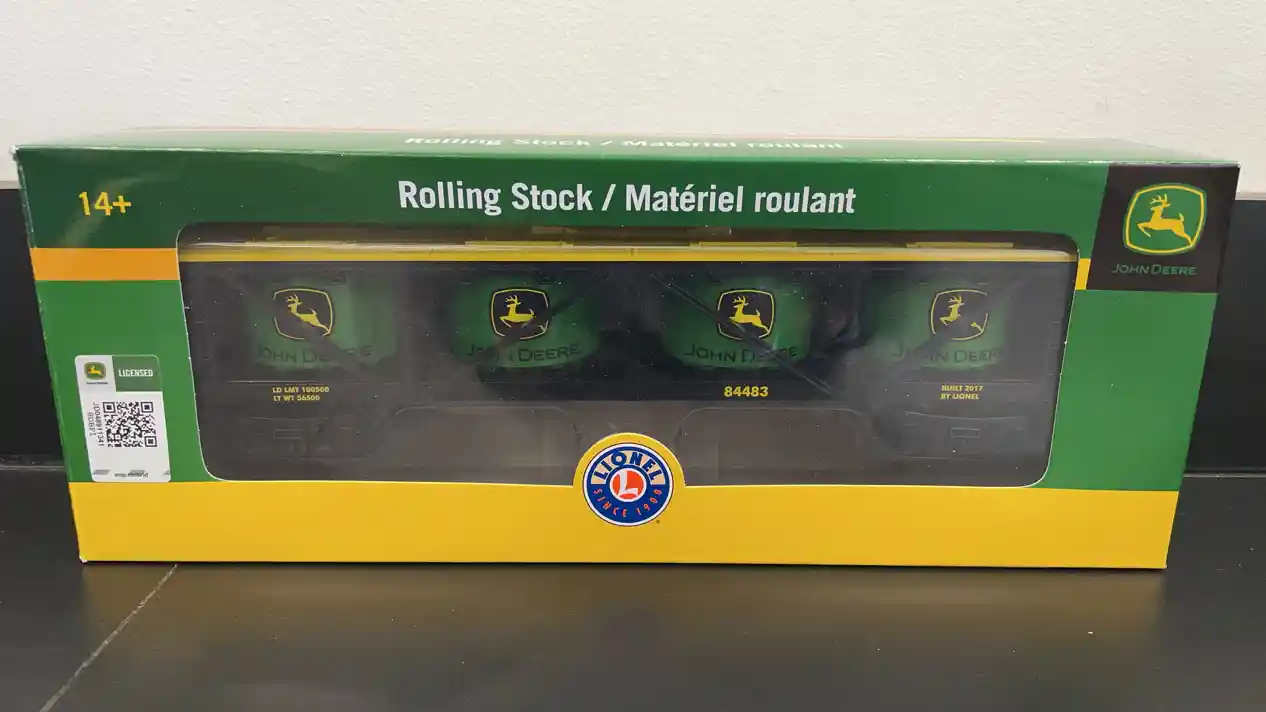 Rolling Stock / Matériel roulant
14+
Rolling Stock / Matériel roulant
JOHN DEERE
JOHN DEERE
JOHN DEERE
JOHN DEERE
JOHN DEERE
LD LMT 100500
LT WT 56500
84483
BUILT 2017
BY LIONEL
LICENSED
LIONEL
L
SINCE 1900